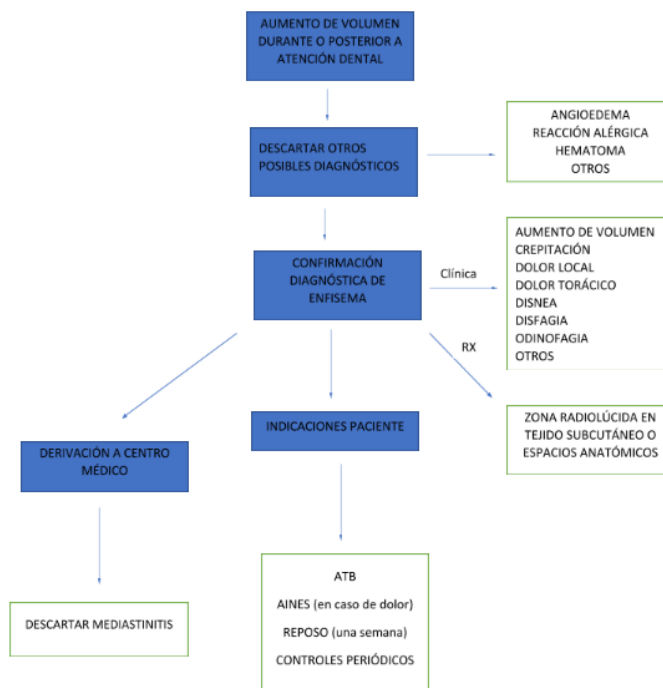 AUMENTO DE VOLUMEN
DURANTE O POSTERIOR A
ATENCIÓN DENTAL
DESCARTAR OTROS
POSIBLES DIAGNÓSTICOS
ANGIOEDEMA
REACCIÓN ALÉRGICA
HEMATOMA
OTROS
CONFIRMACIÓN
DIAGNÓSTICA DE
ENFISEMA
Clínica
AUMENTO DE VOLUMEN
CREPITACIÓN
DOLOR LOCAL
DOLOR TORÁCICO
DISNEA
DISFAGIA
ODINOFAGIA
OTROS
RX
ZONA RADIOLÚCIDA EN
TEJIDO SUBCUTÁNEO O
ESPACIOS ANATÓMICOS
DERIVACIÓN A CENTRO
MÉDICO
INDICACIONES PACIENTE
DESCARTAR MEDIASTINITIS
ATB
AINES (en caso de dolor)
REPOSO (una semana)
CONTROLES PERIÓDICOS